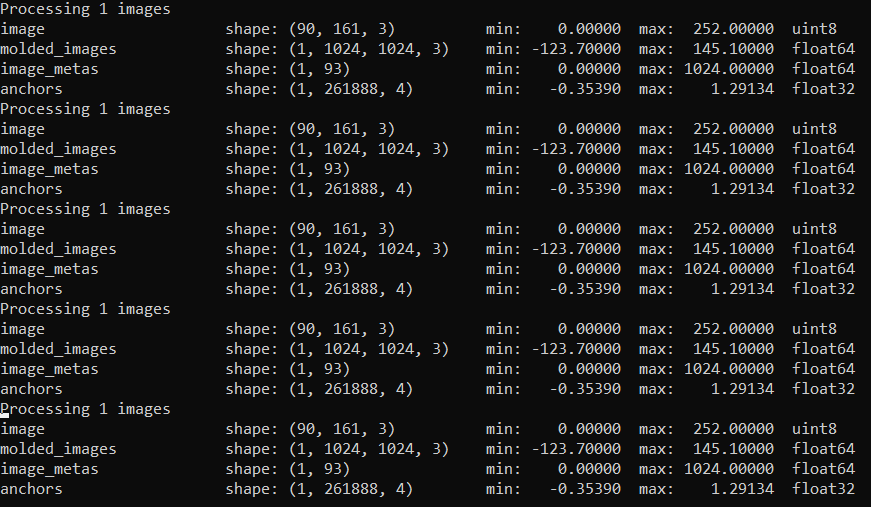 Processing 1 images
image                    shape: (90, 161, 3)          min:    0.00000  max:  252.00000  uint8
molded_images            shape: (1, 1024, 1024, 3)    min: -123.70000  max:  145.10000  float64
image_metas              shape: (1, 93)               min:    0.00000  max: 1024.00000  float64
anchors                  shape: (1, 261888, 4)        min:   -0.35390  max:    1.29134  float32
Processing 1 images
image                    shape: (90, 161, 3)          min:    0.00000  max:  252.00000  uint8
molded_images            shape: (1, 1024, 1024, 3)    min: -123.70000  max:  145.10000  float64
image_metas              shape: (1, 93)               min:    0.00000  max: 1024.00000  float64
anchors                  shape: (1, 261888, 4)        min:   -0.35390  max:    1.29134  float32
Processing 1 images
image                    shape: (90, 161, 3)          min:    0.00000  max:  252.00000  uint8
molded_images            shape: (1, 1024, 1024, 3)    min: -123.70000  max:  145.10000  float64
image_metas              shape: (1, 93)               min:    0.00000  max: 1024.00000  float64
anchors                  shape: (1, 261888, 4)        min:   -0.35390  max:    1.29134  float32
Processing 1 images
image                    shape: (90, 161, 3)          min:    0.00000  max:  252.00000  uint8
molded_images            shape: (1, 1024, 1024, 3)    min: -123.70000  max:  145.10000  float64
image_metas              shape: (1, 93)               min:    0.00000  max: 1024.00000  float64
anchors                  shape: (1, 261888, 4)        min:   -0.35390  max:    1.29134  float32
Processing 1 images
image                    shape: (90, 161, 3)          min:    0.00000  max:  252.00000  uint8
molded_images            shape: (1, 1024, 1024, 3)    min: -123.70000  max:  145.10000  float64
image_metas              shape: (1, 93)               min:    0.00000  max: 1024.00000  float64
anchors                  shape: (1, 261888, 4)        min:   -0.35390  max:    1.29134  float32